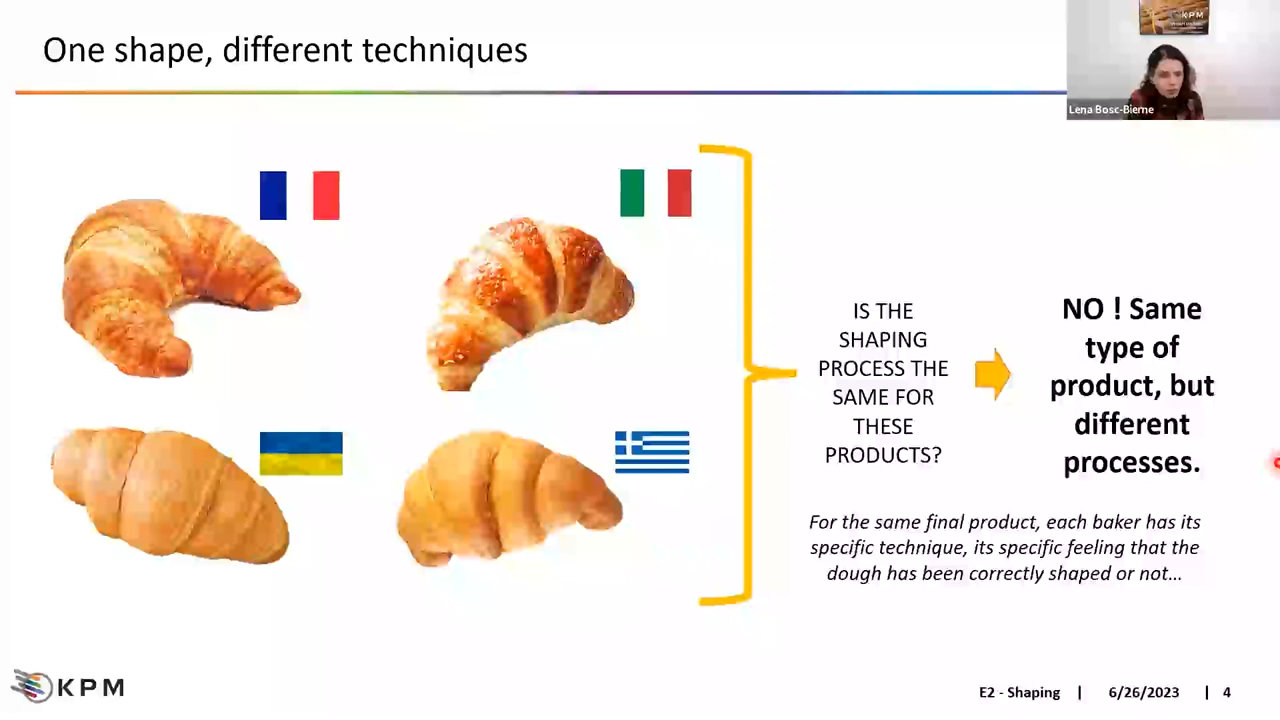 One shape, different techniques
KPM
Lena Bosc-Bierne
IS THE
SHAPING
PROCESS THE
SAME FOR
THESE
PRODUCTS?
NO ! Same
type of
product, but
different
processes.
For the same final product, each baker has its
specific technique, its specific feeling that the
dough has been correctly shaped or not...
KPM
E2 - Shaping | 6/26/2023 | 4